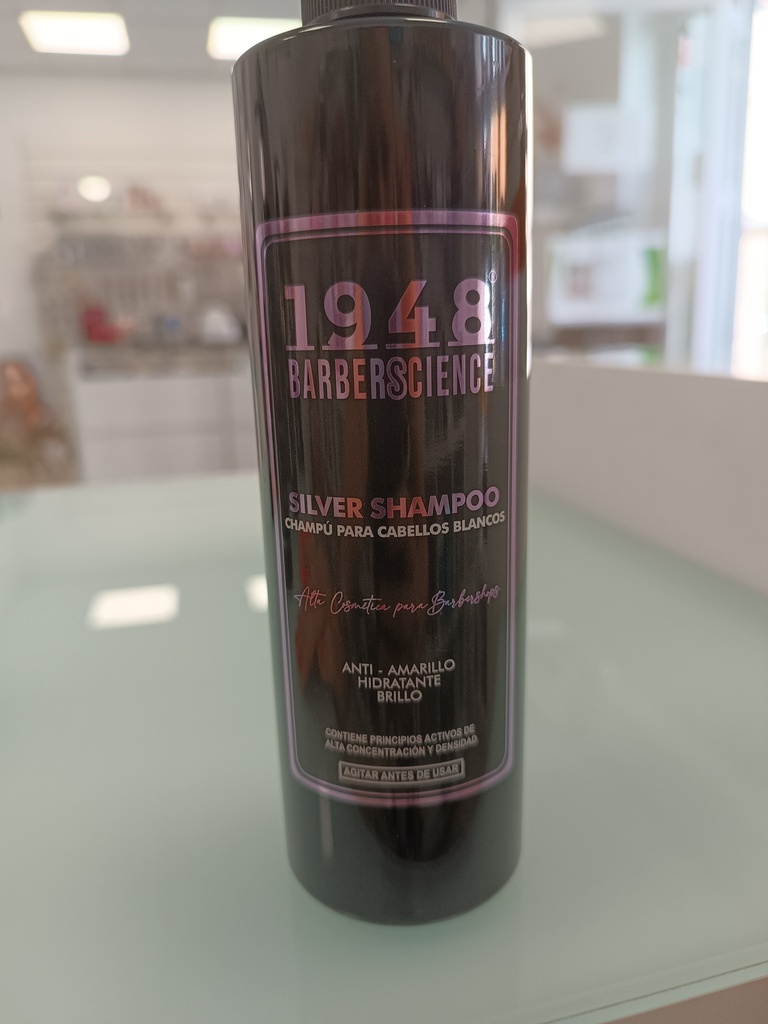 1948®
BARBERSCIENCE
SILVER SHAMPOO
CHAMPÚ PARA CABELLOS BLANCOS
Alta Cosmetica para Barbershops
ANTI - AMARILLO
HIDRATANTE
BRILLO
CONTIENE PRINCIPIOS ACTIVOS DE
ALTA CONCENTRACIÓN Y DENSIDAD
AGITAR ANTES DE USAR